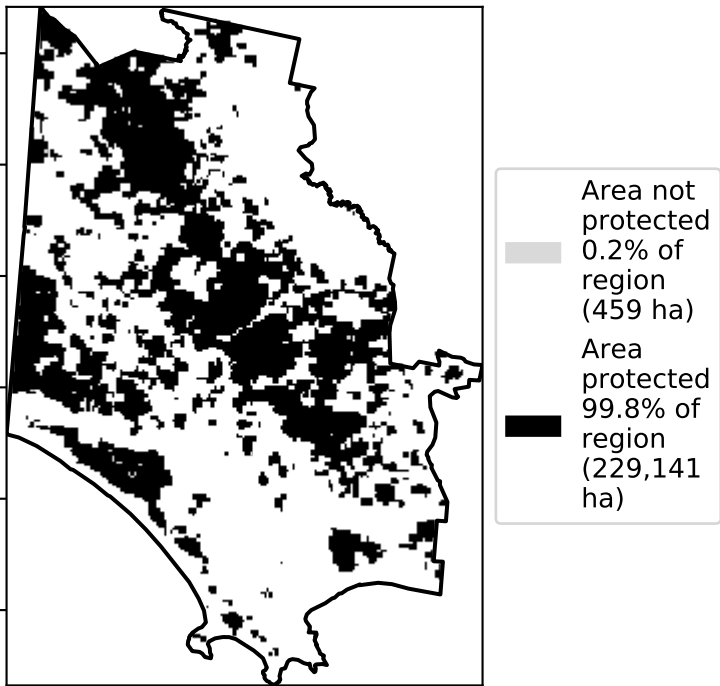 Area not
protected
0.2% of
region
(459 ha)
Area
protected
99.8% of
region
(229,141
ha)